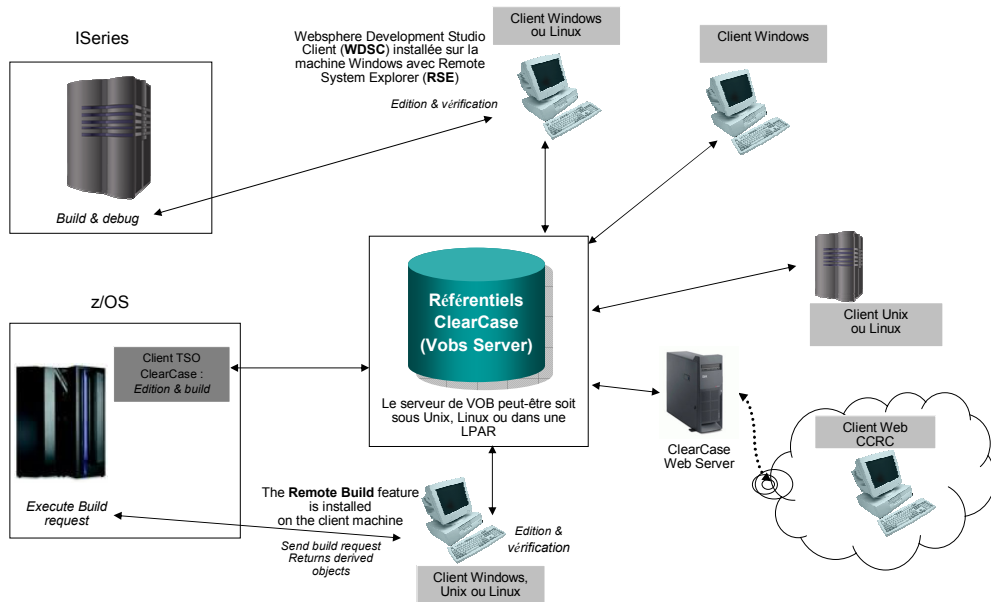 ISeries
Build & debug
Websphere Development Studio
Client (WDSC) installée sur la
machine Windows avec Remote
System Explorer (RSE)
Edition & vérification
Client Windows
ou Linux
Client Windows
z/OS
Client TSO
ClearCase :
Edition & build
Execute Build
request
Référentiels
ClearCase
(Vobs Server)
Le serveur de VOB peut-être soit
sous Unix, Linux ou dans une
LPAR
Client Unix
ou Linux
ClearCase
Web Server
Client Web
CCRC
The Remote Build feature
is installed
on the client machine
Send build request
Returns derived
objects
Edition &
vérification
Client Windows,
Unix ou Linux